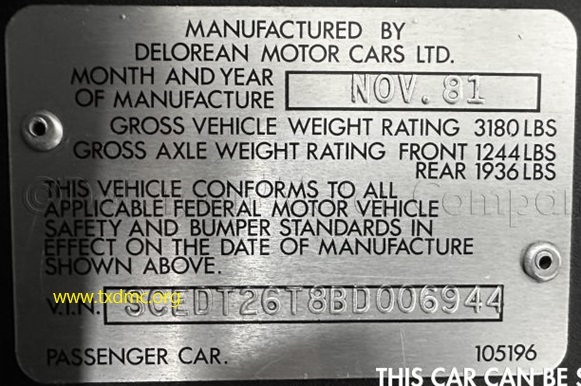 MANUFACTURED BY
DELOREAN MOTOR CARS LTD.
MONTH AND YEAR
OF MANUFACTURE NOV. 81
GROSS VEHICLE WEIGHT RATING 3180 LBS
GROSS AXLE WEIGHT RATING FRONT 1244 LBS
REAR 1936 LBS
THIS VEHICLE CONFORMS TO ALL
APPLICABLE FEDERAL MOTOR VEHICLE
SAFETY AND BUMPER STANDARDS IN
EFFECT ON THE DATE OF MANUFACTURE
SHOWN ABOVE.
www.txdmc.org
V.I.N. SCEDT26T8BD006944
PASSENGER CAR. 105196
THIS CAR CAN BE